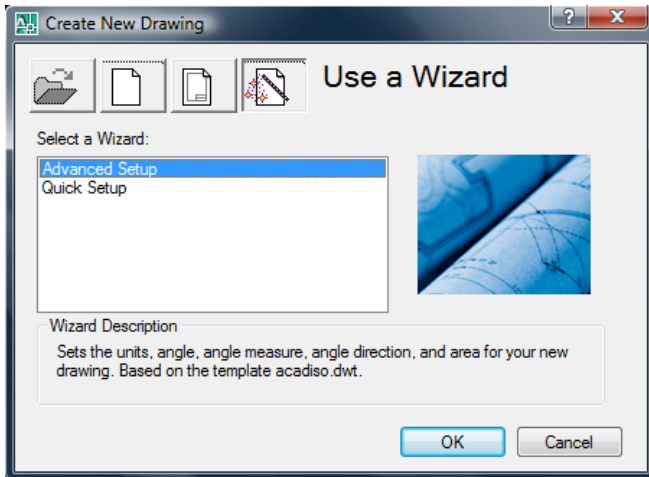 Create New Drawing
Use a Wizard
Select a Wizard:
Advanced Setup
Quick Setup
Wizard Description
Sets the units, angle, angle measure, angle direction, and area for your new
drawing. Based on the template acadiso.dwt.
OK Cancel